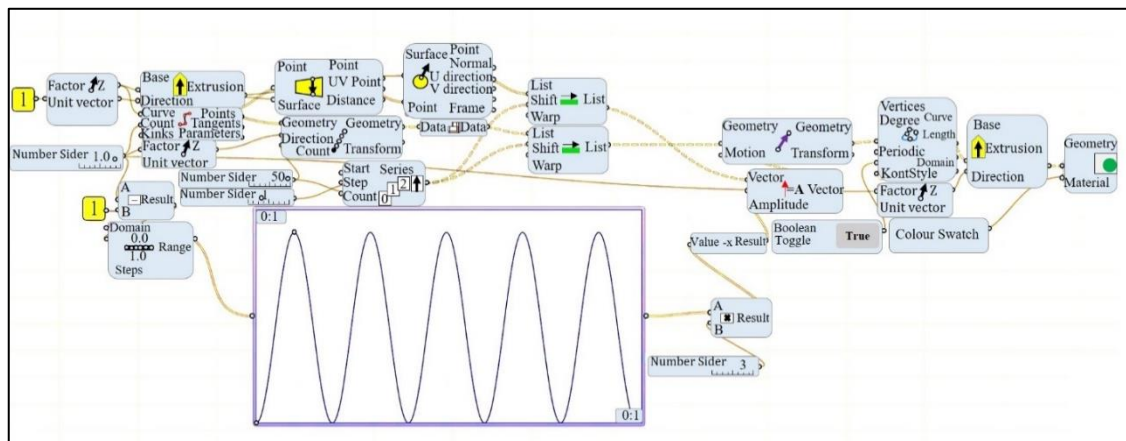 1
Factor Z
Unit vector
Base
Extrusion
Direction
Curve Points
Count Tangents
Kinks Parameters
Factor Z
Unit vector
Number Sider 1.0
Point Point
UV Point
Surface Distance
Geometry Geometry
Direction
Count Transform
Surface Point
Normal
U direction
V direction
Point Frame
Data Data
Number Sider 50
Number Sider 1
Start Series
Step
Count 0 1 2
List
Shift List
Warp
List
Shift List
Warp
Geometry Geometry
Motion Transform
Vector
A Vector
Amplitude
Vertices
Degree Curve
Length
Periodic
Domain
KontStyle
Factor Z
Unit vector
Base
Extrusion
Direction
Geometry
Material
Boolean
Toggle True
Colour Swatch
1
A
Result
B
Domain
0.0
1.0 Range
Steps
0:1
0:1
Value -x Result
A
Result
B
Number Sider 3